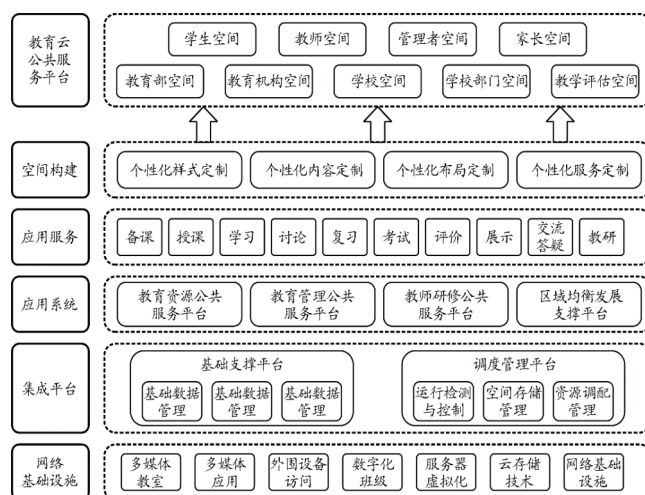 教育云
公共服
务平台
学生空间 教师空间 管理者空间 家长空间
教育部空间 教育机构空间 学校空间 学校部门空间 教学评估空间
空间构建
个性化样式定制 个性化内容定制 个性化布局定制 个性化服务定制
应用服务
备课 授课 学习 讨论 复习 考试 评价 展示 交流 教研
答疑
应用系统
教育资源公共 教育管理公共 教师研修公共 区域均衡发展
服务平台 服务平台 服务平台 支撑平台
集成平台
基础支撑平台 调度管理平台
基础数据 基础数据 基础数据 运行检测 空间存储 资源调配
管理 管理 管理 与控制 管理 管理
网络
基础设施
多媒体 多媒体 外围设备 数字化 服务器 云存储 网络基础
教室 应用 访问 班级 虚拟化 技术 设施